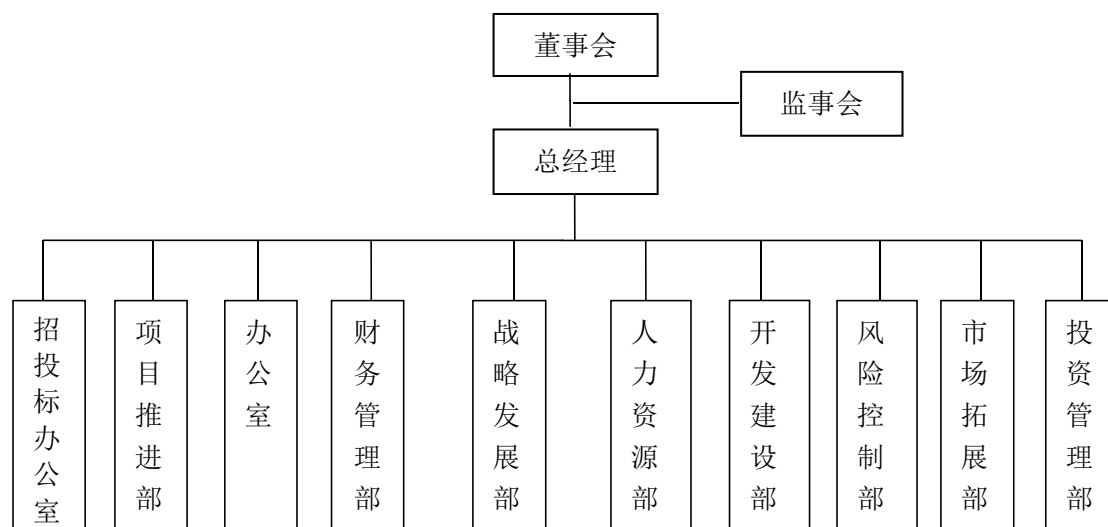 董事会
监事会
总经理
招投标办公室
项目推进部
办公室
财务管理部
战略发展部
人力资源部
开发建设部
风险控制部
市场拓展部
投资管理部